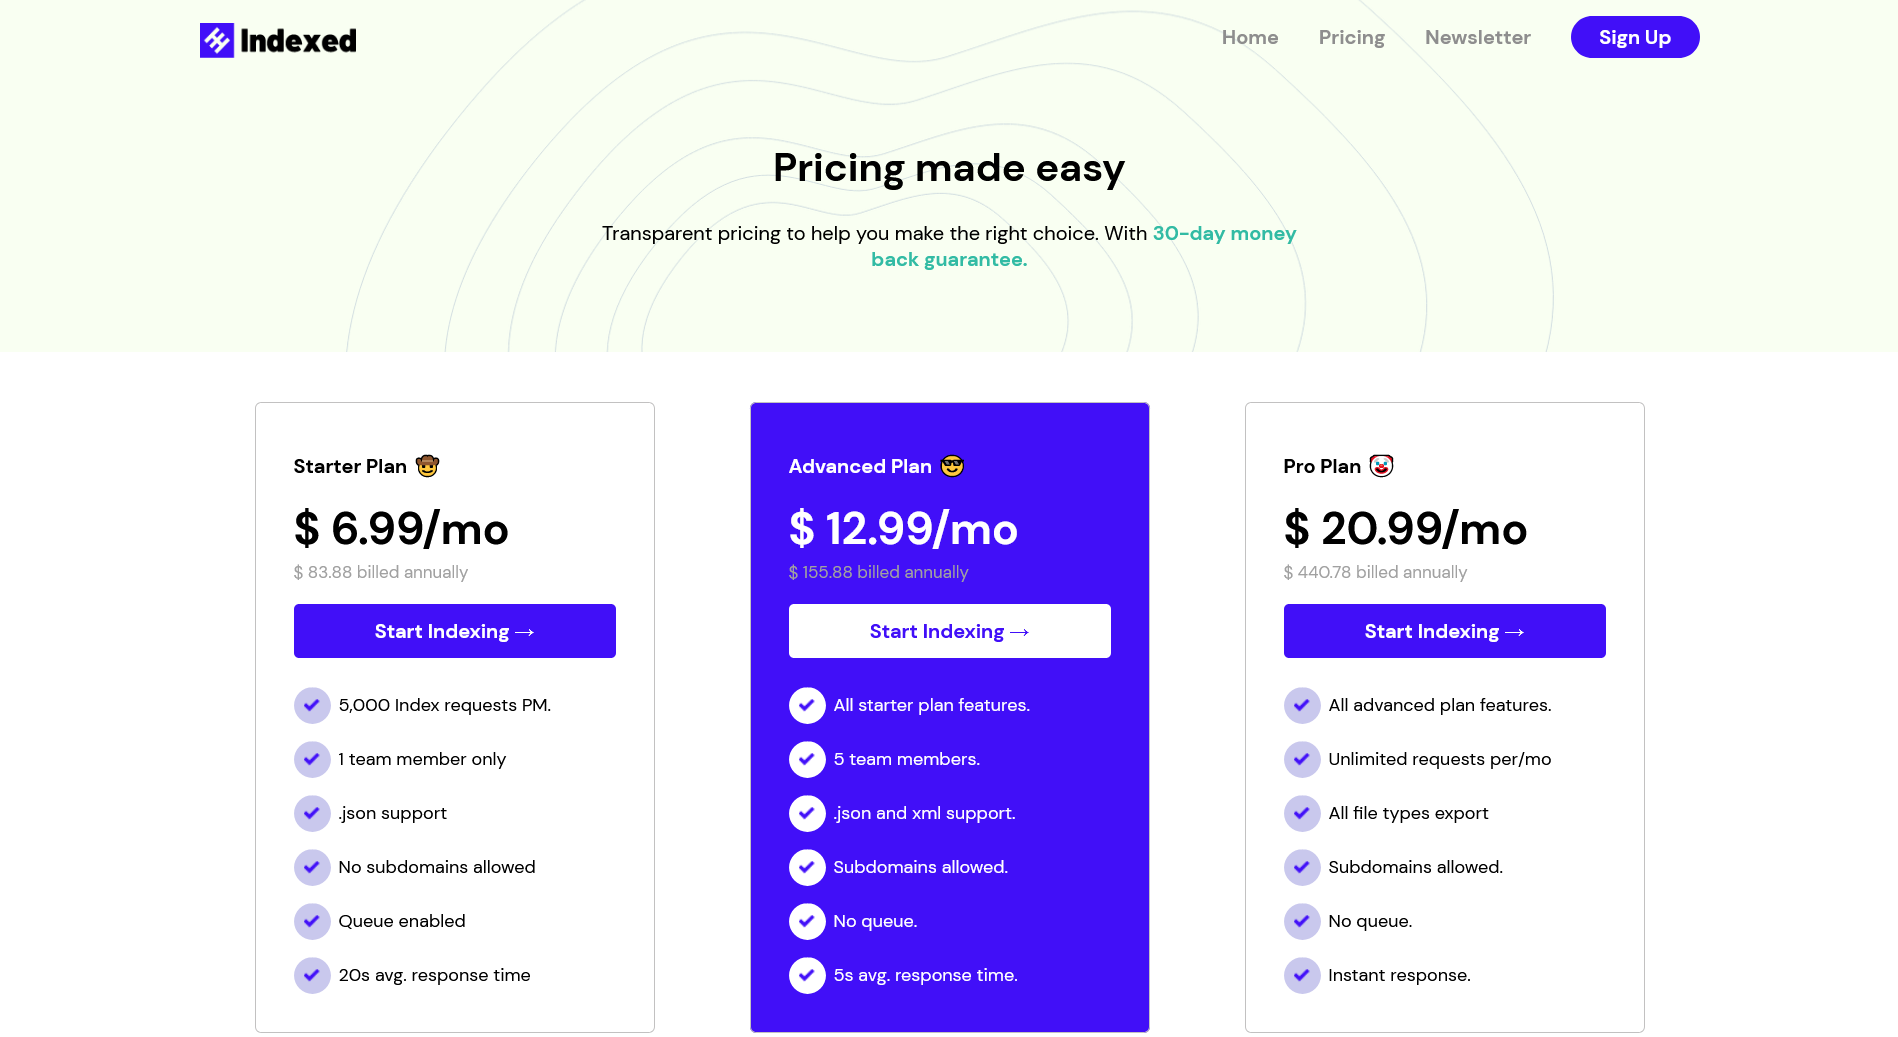 Indexed
Home
Pricing
Newsletter
Sign Up
Pricing made easy
Transparent pricing to help you make the right choice. With 30-day money
back guarantee.
Starter Plan 🤠
$ 6.99/mo
$ 83.88 billed annually
Start Indexing →
5,000 Index requests PM.
1 team member only
.json support
No subdomains allowed
Queue enabled
20s avg. response time
Advanced Plan 😎
$ 12.99/mo
$ 155.88 billed annually
Start Indexing →
All starter plan features.
5 team members.
.json and xml support.
Subdomains allowed.
No queue.
5s avg. response time.
Pro Plan 🤡
$ 20.99/mo
$ 440.78 billed annually
Start Indexing →
All advanced plan features.
Unlimited requests per/mo
All file types export
Subdomains allowed.
No queue.
Instant response.